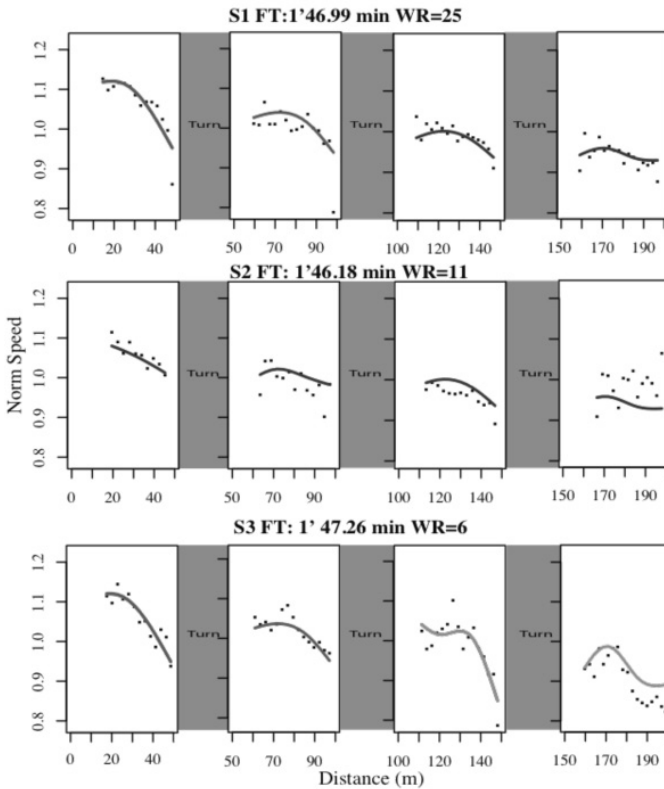 S1 FT:1’46.99 min WR=25
1.2
1.1
1.0
0.9
0.8
Turn
Turn
Turn
0 20 40 50 70 90 100 120 140 150 170 190
S2 FT: 1’46.18 min WR=11
1.2
1.1
1.0
0.9
0.8
Norm Speed
Turn
Turn
Turn
0 20 40 50 70 90 100 120 140 150 170 190
S3 FT: 1’ 47.26 min WR=6
1.2
1.1
1.0
0.9
0.8
Turn
Turn
Turn
0 20 40 50 70 90 100 120 140 150 170 190
Distance (m)